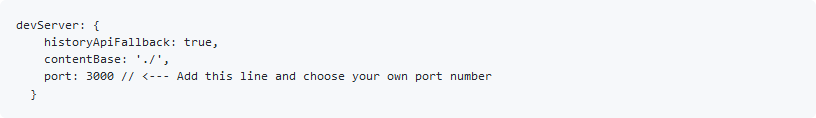 devServer: {
    historyApiFallback: true,
    contentBase: './',
    port: 3000 // <--- Add this line and choose your own port number
  }